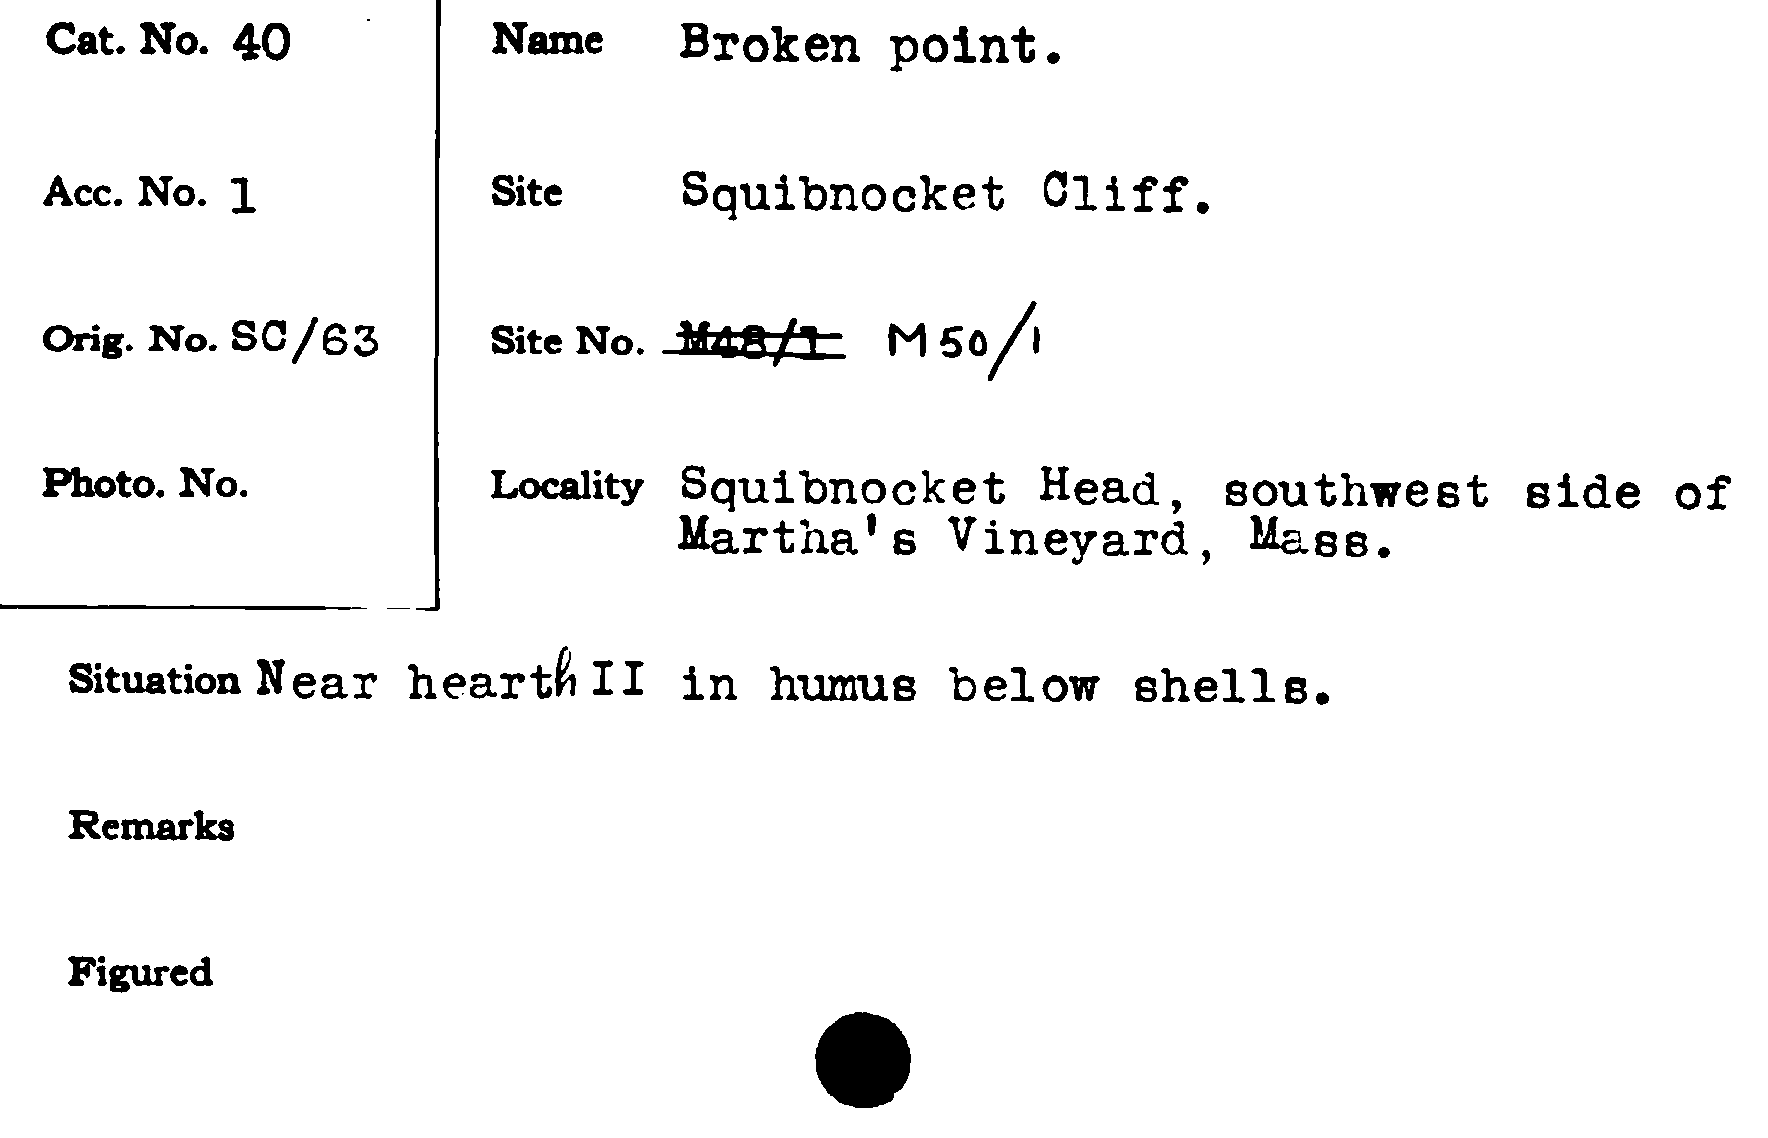 Cat. No. 40
Name Broken point.
Acc. No. 1
Site Squibnocket Cliff.
Orig. No. SC/63
Site No. M48/1 M50/1
Photo. No.
Locality Squibnocket Head, southwest side of
Martha's Vineyard, Mass.
Situation Near hearth II in humus below shells.
Remarks
Figured